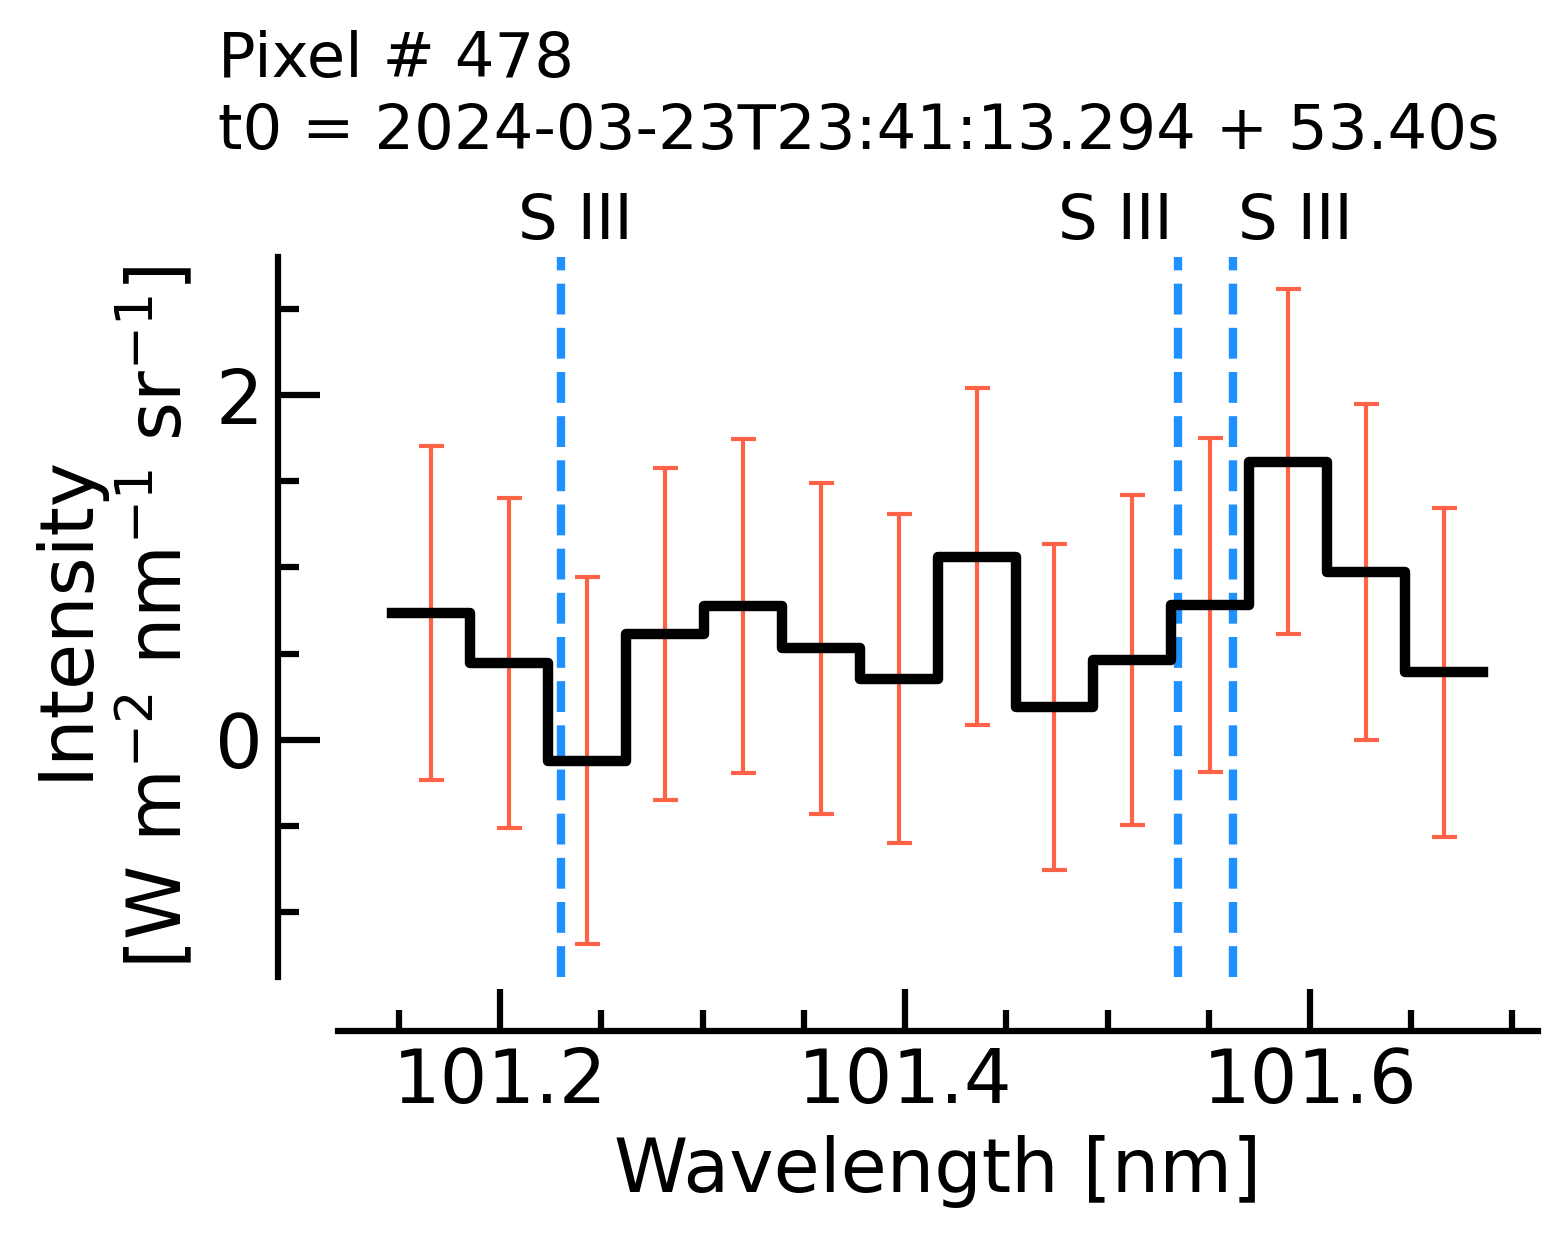 Pixel # 478
t0 = 2024-03-23T23:41:13.294 + 53.40s
S III S III S III
Intensity
[W m⁻² nm⁻¹ sr⁻¹]
2
0
101.2 101.4 101.6
Wavelength [nm]